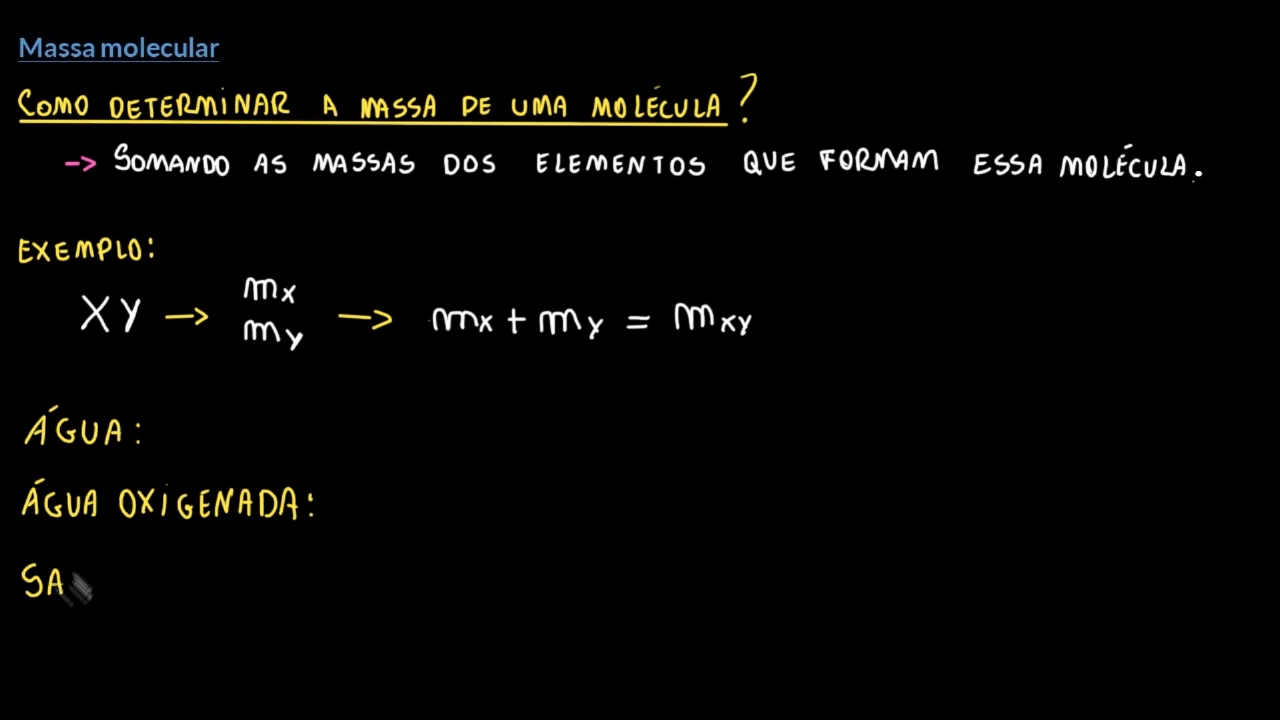 Massa molecular
COMO DETERMINAR A MASSA DE UMA MOLÉCULA?
-> SOMANDO AS MASSAS DOS ELEMENTOS QUE FORMAM ESSA MOLÉCULA.
EXEMPLO:
XY -> mx my -> mx + my = mxy
ÁGUA:
ÁGUA OXIGENADA:
SA